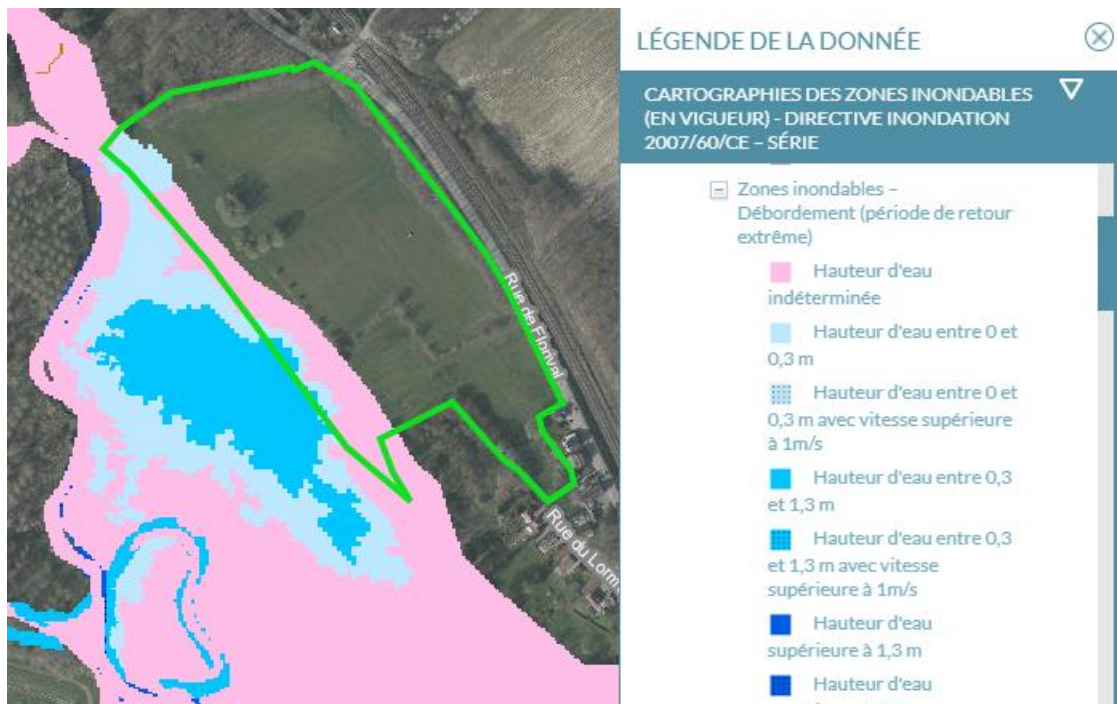 LÉGENDE DE LA DONNÉE
CARTOGRAPHIES DES ZONES INONDABLES
(EN VIGUEUR) - DIRECTIVE INONDATION
2007/60/CE – SÉRIE
Zones inondables –
Débordement (période de retour
extrême)
Hauteur d'eau
indéterminée
Hauteur d'eau entre 0 et
0,3 m
Hauteur d'eau entre 0 et
0,3 m avec vitesse supérieure
à 1m/s
Hauteur d'eau entre 0,3
et 1,3 m
Hauteur d'eau entre 0,3
et 1,3 m avec vitesse
supérieure à 1m/s
Hauteur d'eau
supérieure à 1,3 m
Hauteur d'eau
Rue de Florival
Rue du Lorm